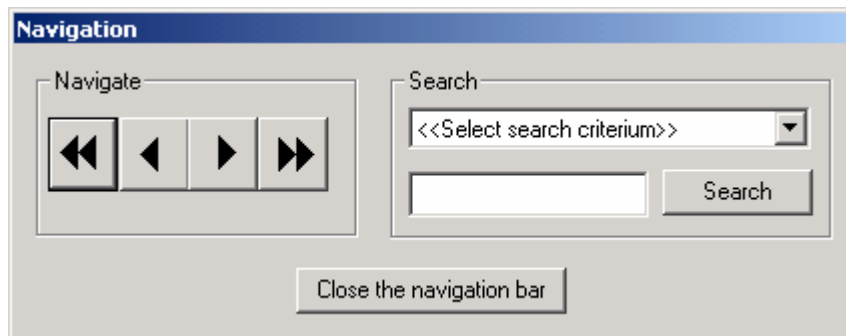 Navigation
Navigate
Search
<<Select search criterium>>
Search
Close the navigation bar